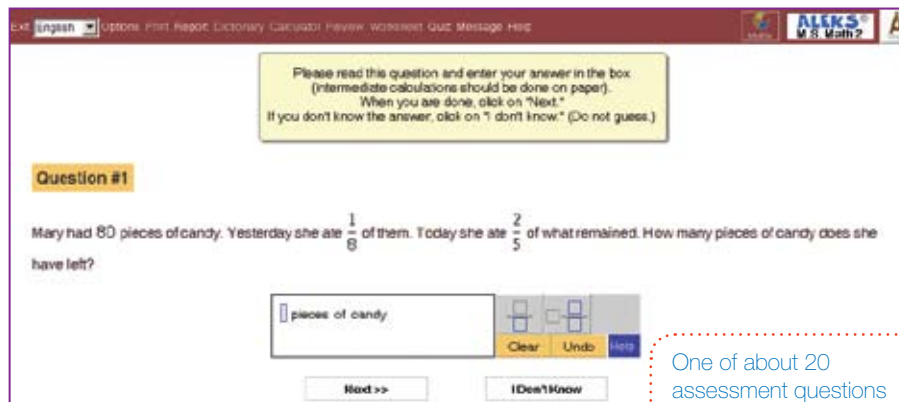 Exit English Options Print Report Dictionary Calculator Review Worksheet Quiz Message Help
ALEKS®
M S Math 2
Please read this question and enter your answer in the box
(intermediate calculations should be done on paper).
When you are done, click on "Next."
If you don't know the answer, click on "I don't know." (Do not guess.)
Question #1
Mary had 80 pieces of candy. Yesterday she ate 1/8 of them. Today she ate 2/5 of what remained. How many pieces of candy does she
have left?
pieces of candy
Clear Undo Help
Next >> I Don't Know
One of about 20
assessment questions